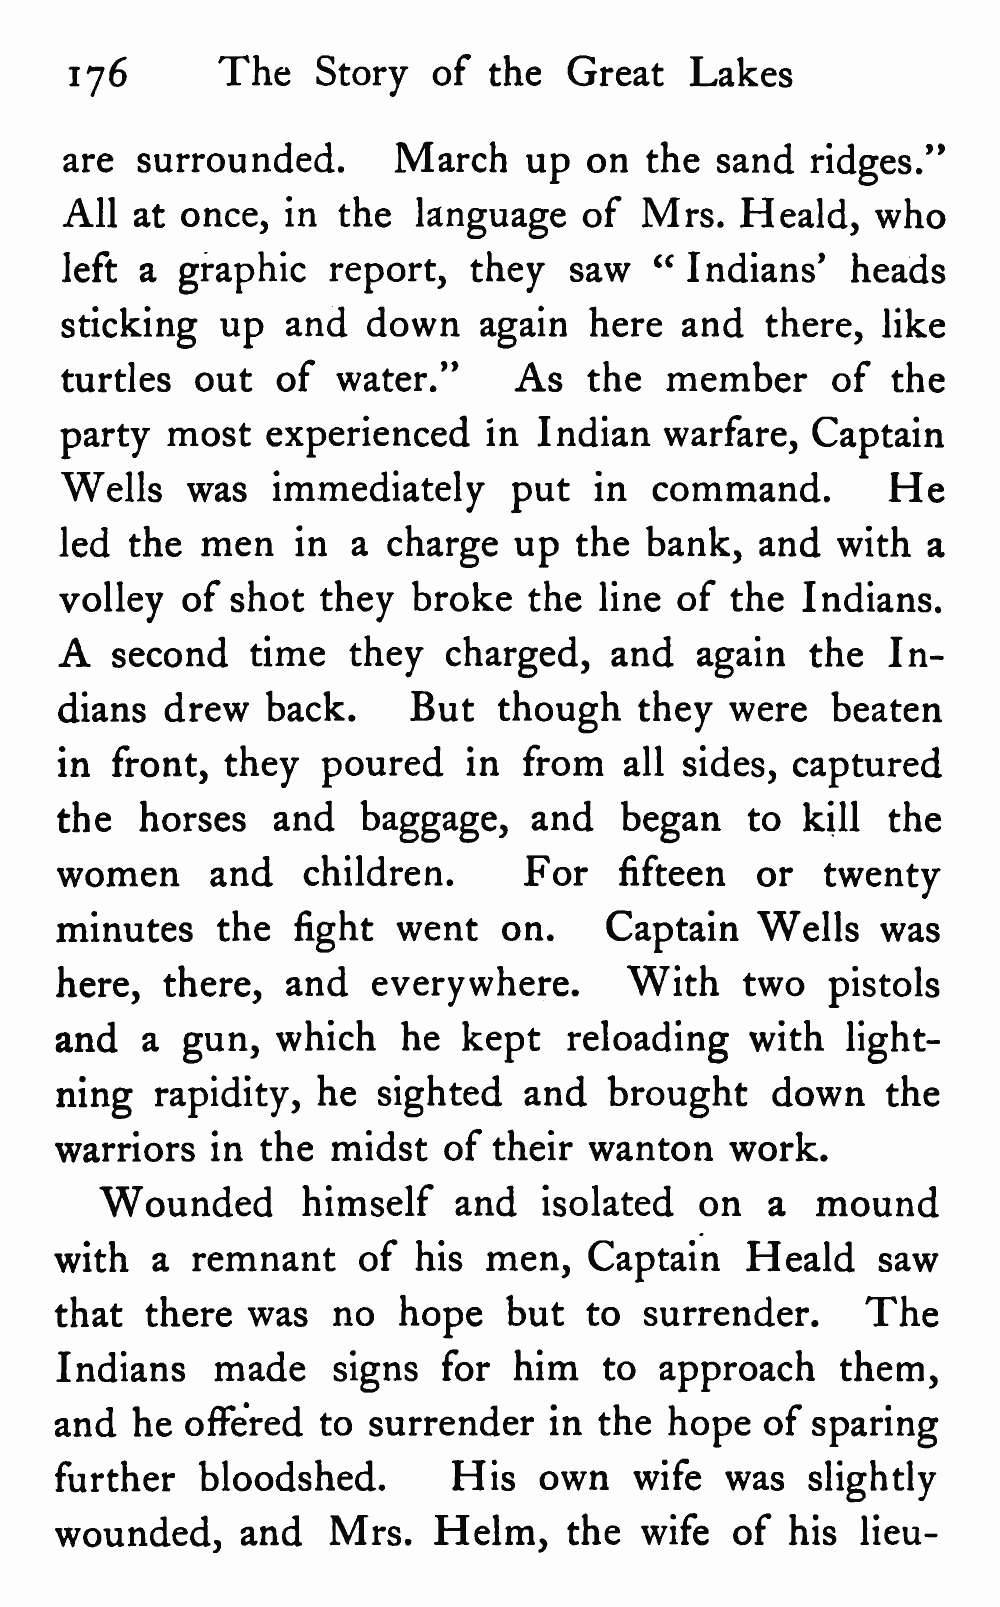 176 The Story of the Great Lakes
are surrounded. March up on the sand ridges.”
All at once, in the language of Mrs. Heald, who
left a graphic report, they saw “Indians’ heads
sticking up and down again here and there, like
turtles out of water.” As the member of the
party most experienced in Indian warfare, Captain
Wells was immediately put in command. He
led the men in a charge up the bank, and with a
volley of shot they broke the line of the Indians.
A second time they charged, and again the In-
dians drew back. But though they were beaten
in front, they poured in from all sides, captured
the horses and baggage, and began to kill the
women and children. For fifteen or twenty
minutes the fight went on. Captain Wells was
here, there, and everywhere. With two pistols
and a gun, which he kept reloading with light-
ning rapidity, he sighted and brought down the
warriors in the midst of their wanton work.
Wounded himself and isolated on a mound
with a remnant of his men, Captain Heald saw
that there was no hope but to surrender. The
Indians made signs for him to approach them,
and he offered to surrender in the hope of sparing
further bloodshed. His own wife was slightly
wounded, and Mrs. Helm, the wife of his lieu-